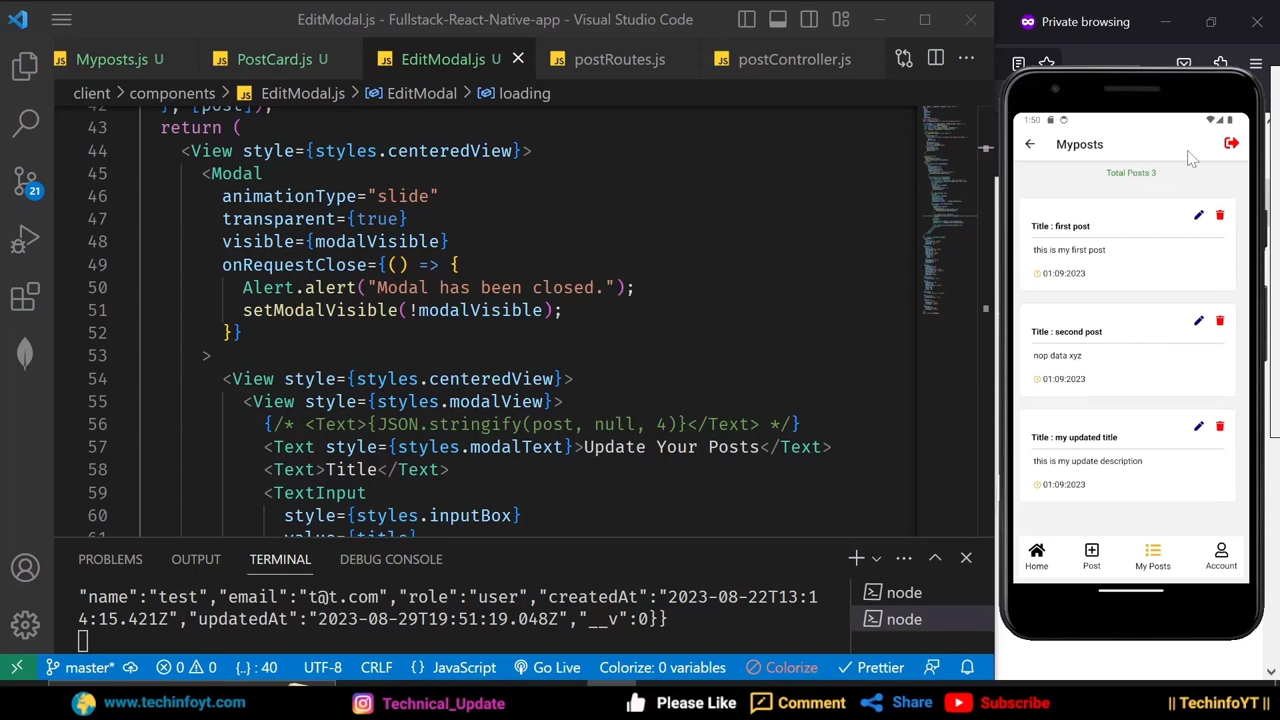 EditModal.js - Fullstack-React-Native-app - Visual Studio Code
Myposts.js U
PostCard.js U
EditModal.js U
postRoutes.js
postController.js
client > components > EditModal.js > EditModal > loading
43 return (
44 <View style={styles.centeredView}>
45 <Modal
46 animationType="slide"
47 transparent={true}
48 visible={modalVisible}
49 onRequestClose={() => {
50 Alert.alert("Modal has been closed.");
51 setModalVisible(!modalVisible);
52 }}
53 >
54 <View style={styles.centeredView}>
55 <View style={styles.modalView}>
56 {/* <Text>{JSON.stringify(post, null, 4)}</Text> */}
57 <Text style={styles.modalText}>Update Your Posts</Text>
58 <Text>Title</Text>
59 <TextInput
60 style={styles.inputBox}
21
PROBLEMS
OUTPUT
TERMINAL
DEBUG CONSOLE
"name":"test","email":"t@t.com","role":"user","createdAt":"2023-08-22T13:1
4:15.421Z","updatedAt":"2023-08-29T19:51:19.048Z","__v":0}}
node
node
master*
0
0
{..} : 40
UTF-8
CRLF
{} JavaScript
Go Live
Colorize: 0 variables
Colorize
Prettier
Private browsing
1:50
Myposts
Total Posts 3
Title : first post
this is my first post
01:09:2023
Title : second post
nop data xyz
01:09:2023
Title : my updated title
this is my update description
01:09:2023
Home
Post
My Posts
Account
www.techinfoyt.com
Technical_Update
Please Like
Comment
Share
Subscribe
|| TechinfoYT ||